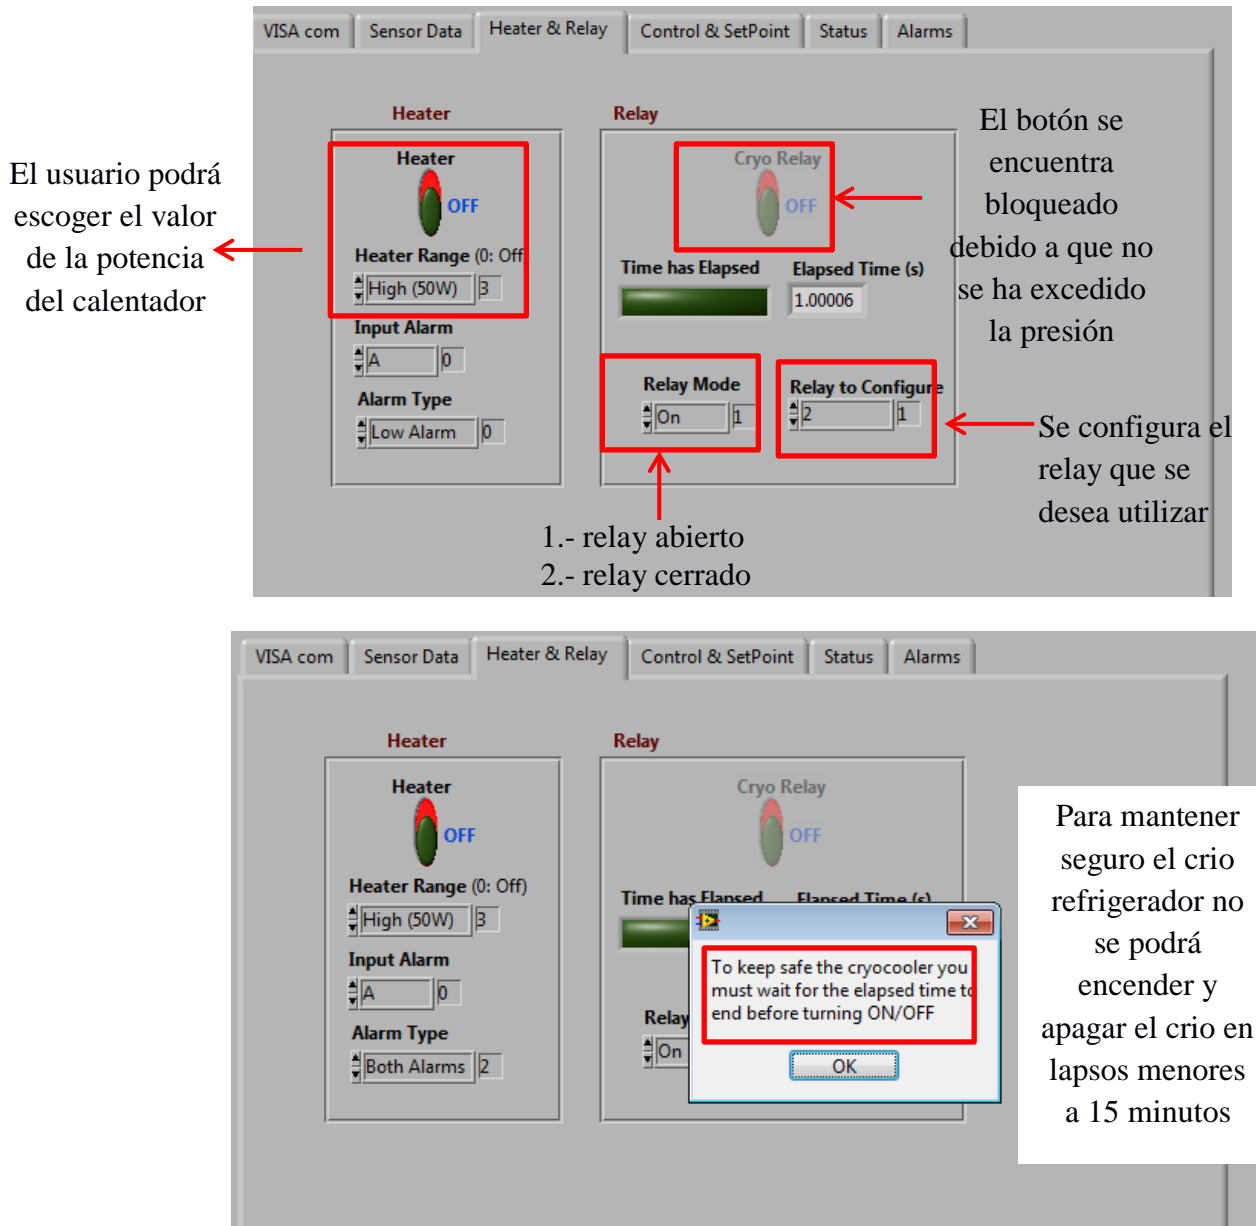 VISA com Sensor Data Heater & Relay Control & SetPoint Status Alarms
Heater
Relay
El usuario podrá
escoger el valor
de la potencia
del calentador
Heater
OFF
Heater Range (0: Off
High (50W) 3
Input Alarm
A 0
Alarm Type
Low Alarm 0
Cryo Relay
OFF
Time has Elapsed Elapsed Time (s)
1.00006
Relay Mode Relay to Configure
On 1 2 1
El botón se
encuentra
bloqueado
debido a que no
se ha excedido
la presión
Se configura el
relay que se
desea utilizar
1.- relay abierto
2.- relay cerrado
VISA com Sensor Data Heater & Relay Control & SetPoint Status Alarms
Heater
Relay
Heater
OFF
Heater Range (0: Off)
High (50W) 3
Input Alarm
A 0
Alarm Type
Both Alarms 2
Cryo Relay
OFF
Time has Elapsed Elapsed Time (s)
Relay
On
To keep safe the cryocooler you
must wait for the elapsed time to
end before turning ON/OFF
OK
Para mantener
seguro el crio
refrigerador no
se podrá
encender y
apagar el crio en
lapsos menores
a 15 minutos